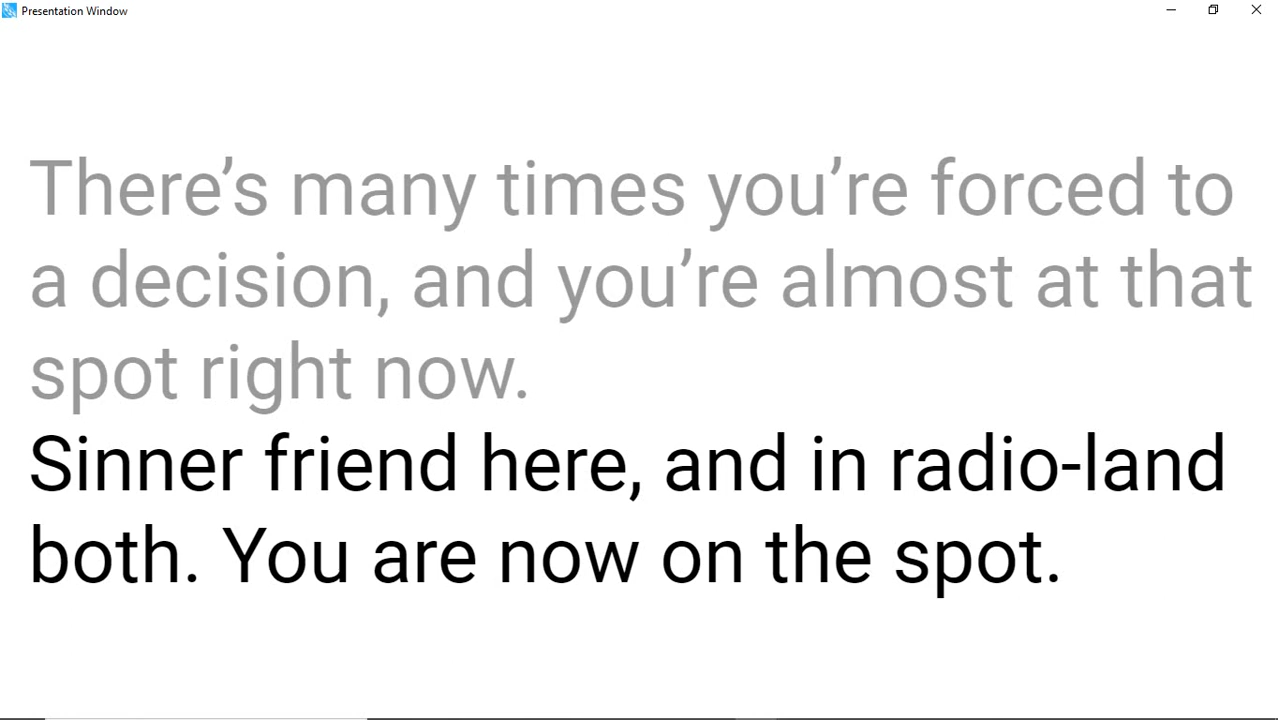 Presentation Window
There’s many times you’re forced to
a decision, and you’re almost at that
spot right now.
Sinner friend here, and in radio-land
both. You are now on the spot.